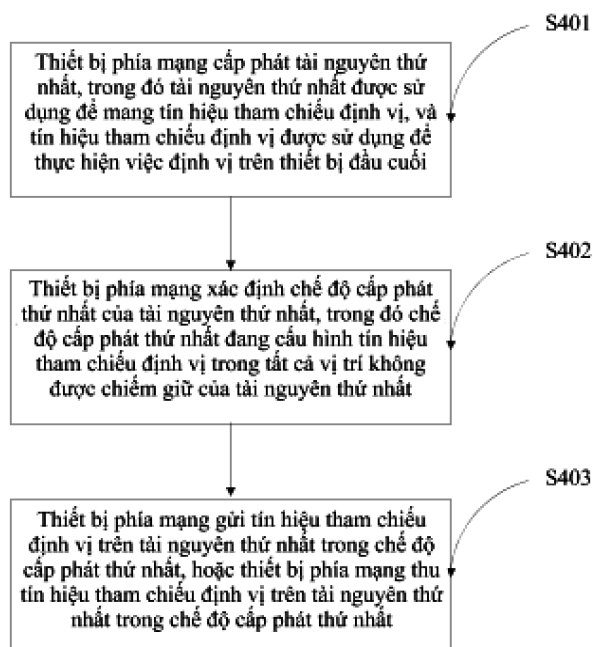 S401
Thiết bị phía mạng cấp phát tài nguyên thứ
nhất, trong đó tài nguyên thứ nhất được sử
dụng để mang tín hiệu tham chiếu định vị, và
tín hiệu tham chiếu định vị được sử dụng để
thực hiện việc định vị trên thiết bị đầu cuối
S402
Thiết bị phía mạng xác định chế độ cấp phát
thứ nhất của tài nguyên thứ nhất, trong đó chế
độ cấp phát thứ nhất đang cấu hình tín hiệu
tham chiếu định vị trong tất cả vị trí không
được chiếm giữ của tài nguyên thứ nhất
S403
Thiết bị phía mạng gửi tín hiệu tham chiếu
định vị trên tài nguyên thứ nhất trong chế độ
cấp phát thứ nhất, hoặc thiết bị phía mạng thu
tín hiệu tham chiếu định vị trên tài nguyên thứ
nhất trong chế độ cấp phát thứ nhất